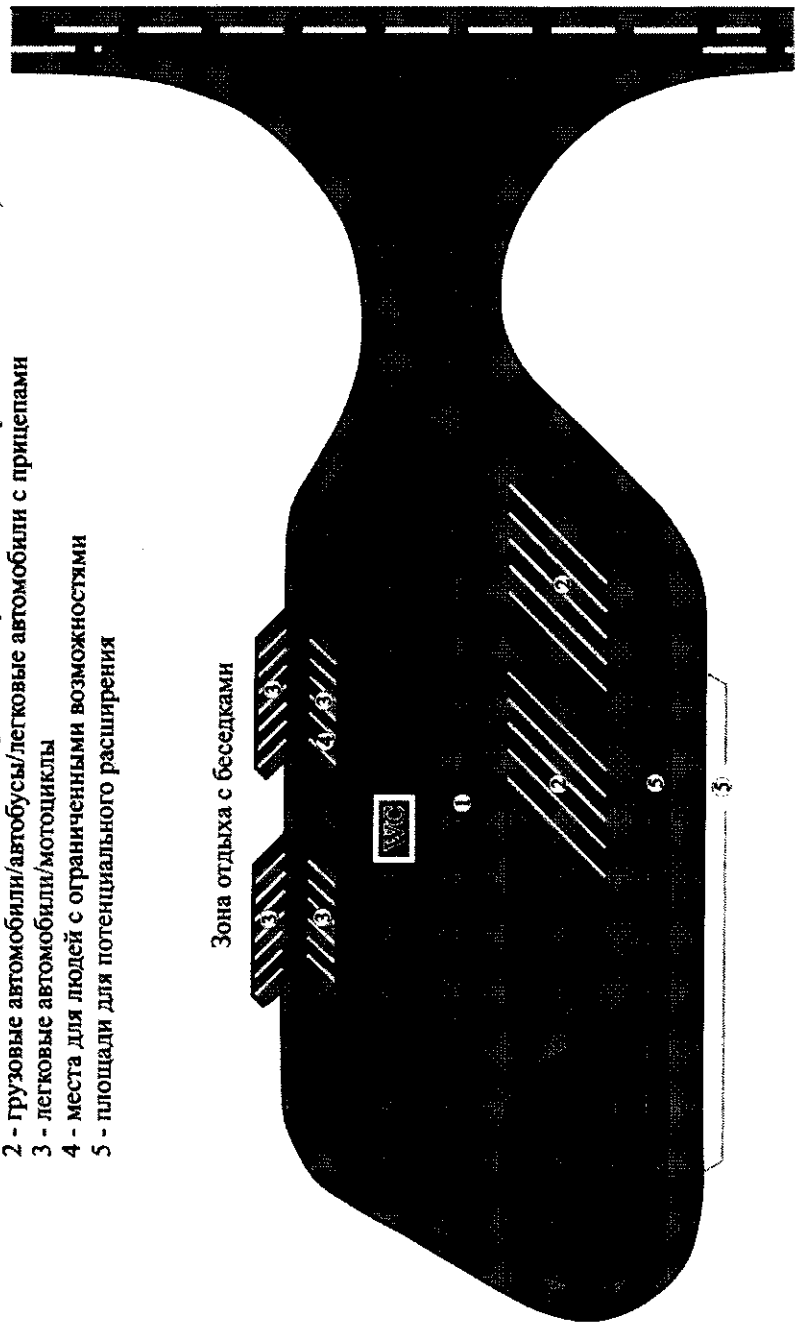 2 - грузовые автомобили/автобусы/легковые автомобили с прицепами
3 - легковые автомобили/мотоциклы
4 - места для людей с ограниченными возможностями
5 - площади для потенциального расширения
Зона отдыха с беседками
3
3
3
4
3
WC
1
2
2
5
5